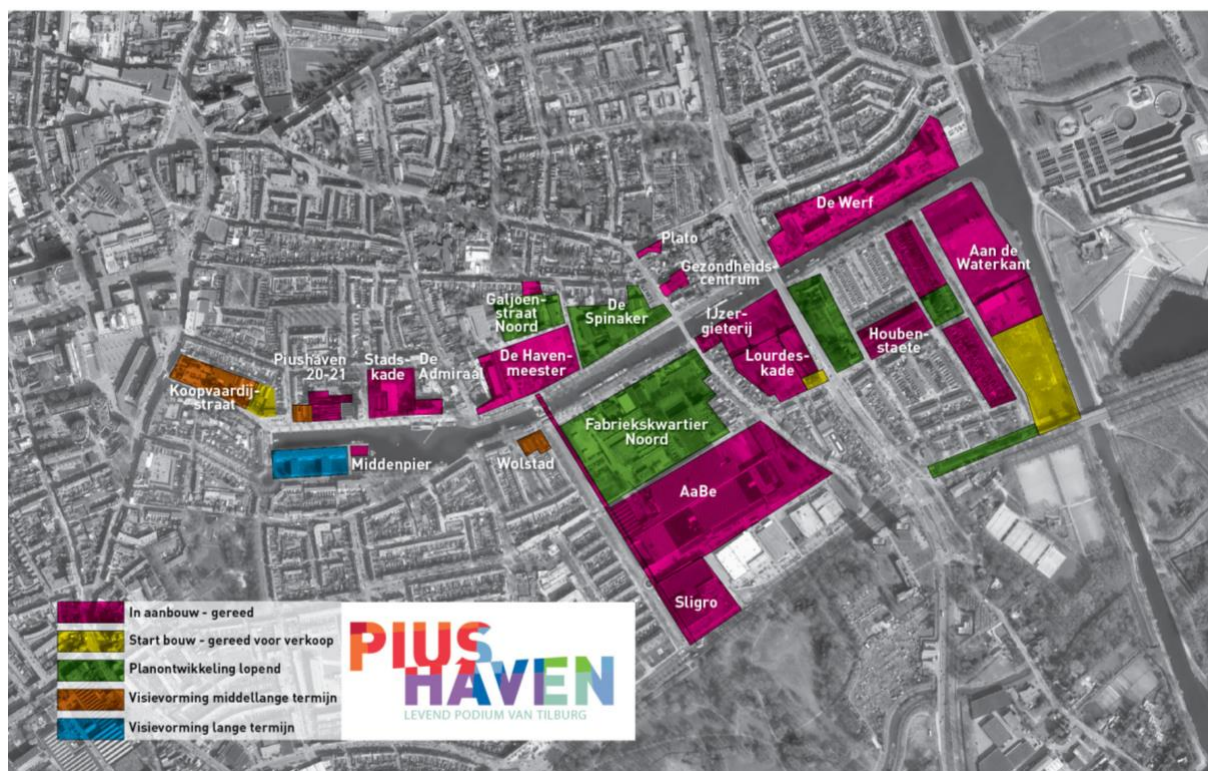 De Werf
Aan de
Waterkant
Plato
Gezondheids-
centrum
Galjoen-
straat
Noord
De
Spinaker
IJzer-
gieterij
Houben-
staete
Lourdes-
kade
De Haven-
meester
De
Admiraal
Stads-
kade
Piushaven
20-21
Koopvaardij-
straat
Middenpier
Wolstad
Fabriekskwartier
Noord
AaBe
Sligro
In aanbouw - gereed
Start bouw - gereed voor verkoop
Planontwikkeling lopend
Visievorming middellange termijn
Visievorming lange termijn
PIUS
HAVEN
LEVEND PODIUM VAN TILBURG